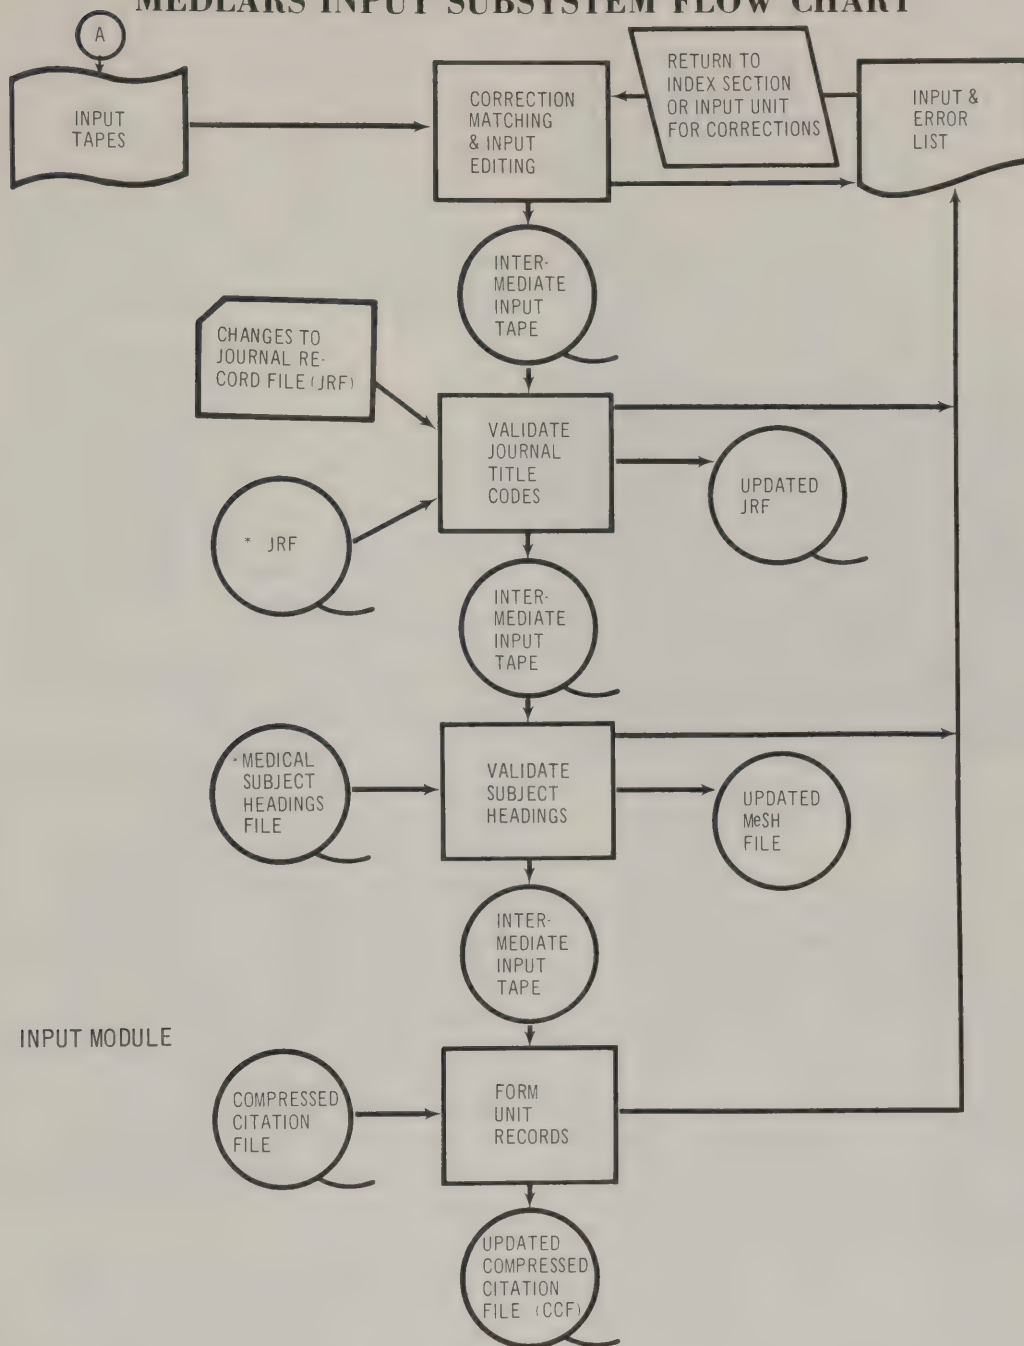 MEDLARS INPUT SUBSYSTEM FLOW CHART
A
INPUT
TAPES
CORRECTION
MATCHING
& INPUT
EDITING
RETURN TO
INDEX SECTION
OR INPUT UNIT
FOR CORRECTIONS
INPUT &
ERROR
LIST
INTER-
MEDIATE
INPUT
TAPE
CHANGES TO
JOURNAL RE-
CORD FILE (JRF)
VALIDATE
JOURNAL
TITLE
CODES
UPDATED
JRF
* JRF
INTER-
MEDIATE
INPUT
TAPE
*MEDICAL
SUBJECT
HEADINGS
FILE
VALIDATE
SUBJECT
HEADINGS
UPDATED
MeSH
FILE
INTER-
MEDIATE
INPUT
TAPE
INPUT MODULE
COMPRESSED
CITATION
FILE
FORM
UNIT
RECORDS
UPDATED
COMPRESSED
CITATION
FILE (CCF)